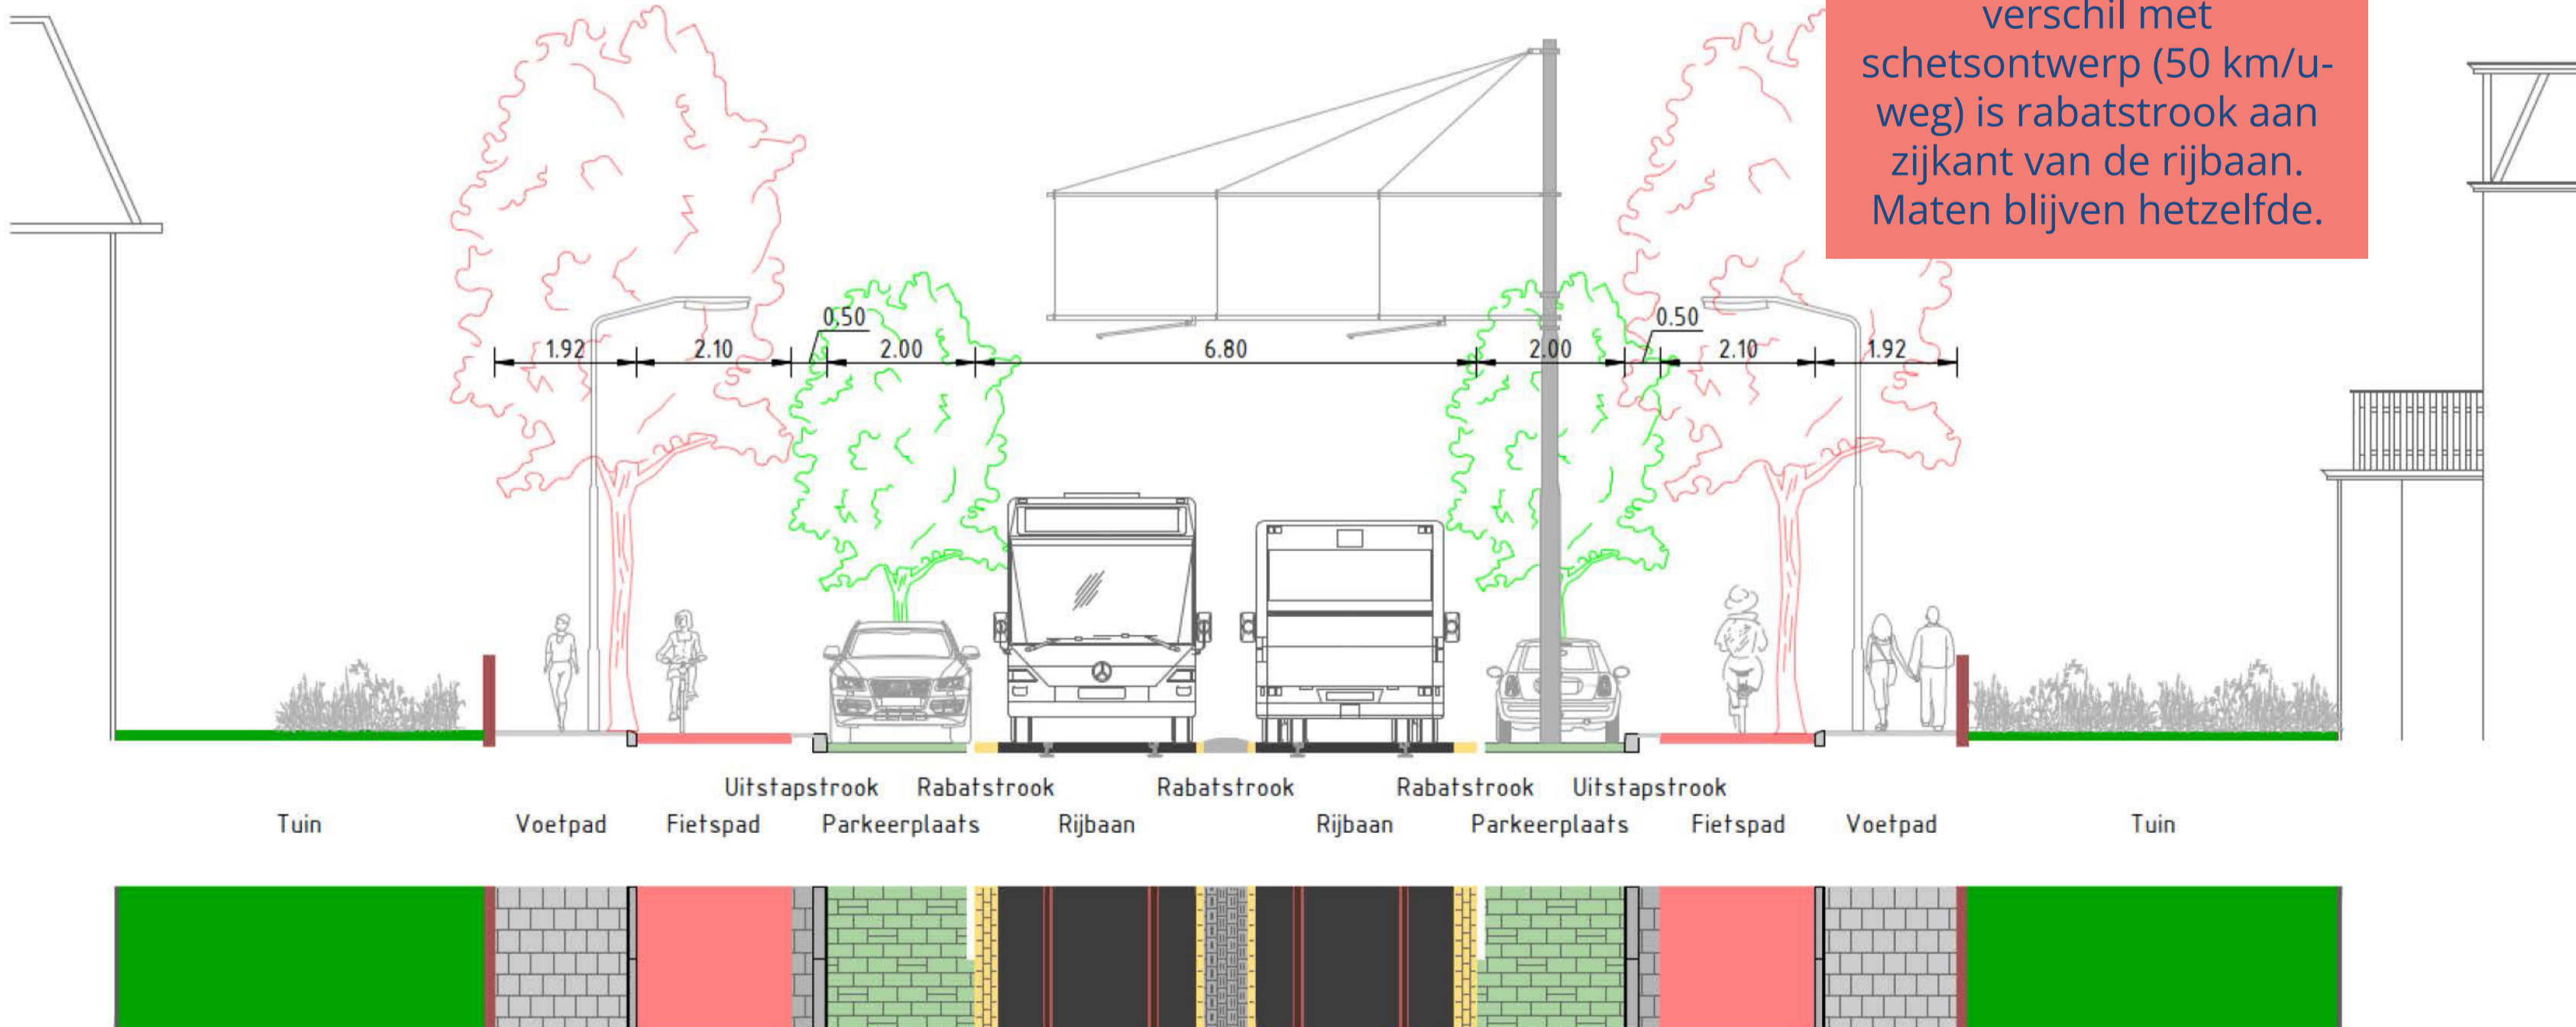 verschil met
schetsontwerp (50 km/u-
weg) is rabatstrook aan
zijkant van de rijbaan.
Maten blijven hetzelfde.
0.50 0.50
1.92 2.10 2.00 6.80 2.00 2.10 1.92
Uitstapstrook Rabatstrook Rabatstrook Rabatstrook Uitstapstrook
Tuin Voetpad Fietspad Parkeerplaats Rijbaan Rijbaan Parkeerplaats Fietspad Voetpad Tuin